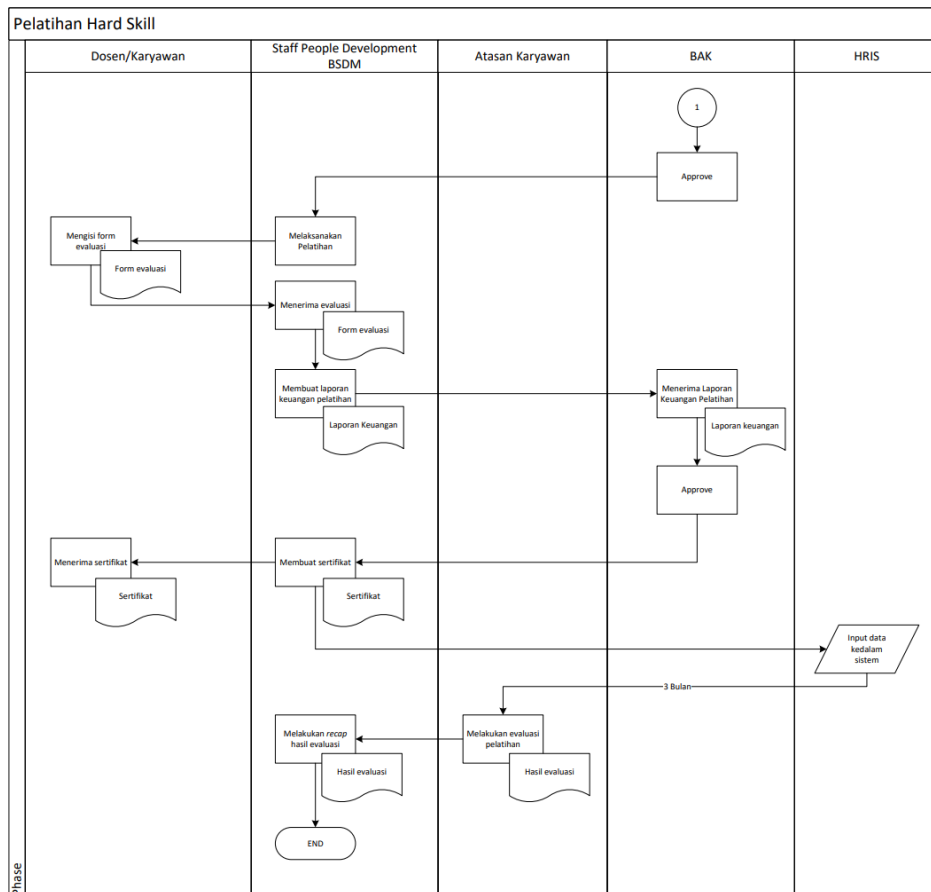 Pelatihan Hard Skill
Dosen/Karyawan
Staff People Development
BSDM
Atasan Karyawan
BAK
HRIS
1
Approve
Mengisi form
evaluasi
Form evaluasi
Melaksanakan
Pelatihan
Menerima evaluasi
Form evaluasi
Membuat laporan
keuangan pelatihan
Laporan Keuangan
Menerima Laporan
Keuangan Pelatihan
Laporan keuangan
Approve
Menerima sertifikat
Sertifikat
Membuat sertifikat
Sertifikat
Input data
kedalam
sistem
3 Bulan
Melakukan recap
hasil evaluasi
Hasil evaluasi
Melakukan evaluasi
pelatihan
Hasil evaluasi
END
Phase